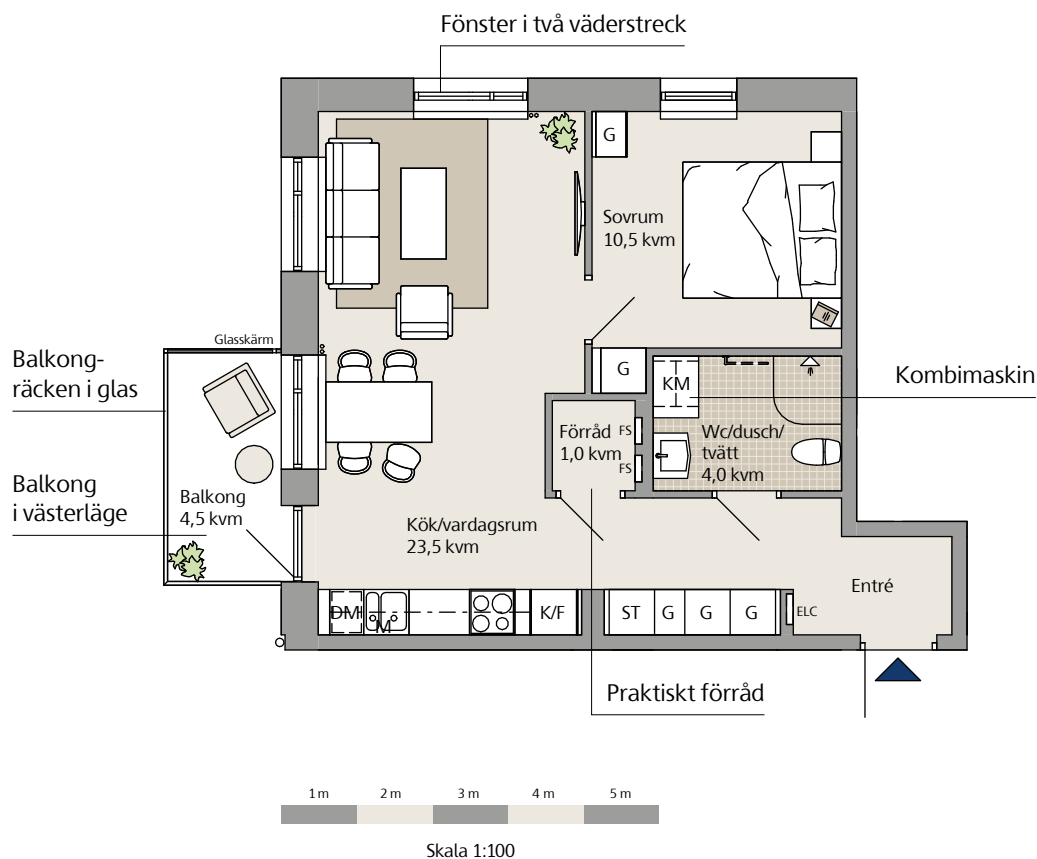 Fönster i två väderstreck
G
Sovrum
10,5 kvm
Glasskärm
Balkong-
räcken i glas
G
KM
Kombimaskin
Förråd
1,0 kvm
FS
FS
Wc/dusch/
tvätt
4,0 kvm
Balkong
i västerläge
Balkong
4,5 kvm
Kök/vardagsrum
23,5 kvm
Entré
DM
M
K/F
ST
G
G
G
ELC
Praktiskt förråd
1 m
2 m
3 m
4 m
5 m
Skala 1:100